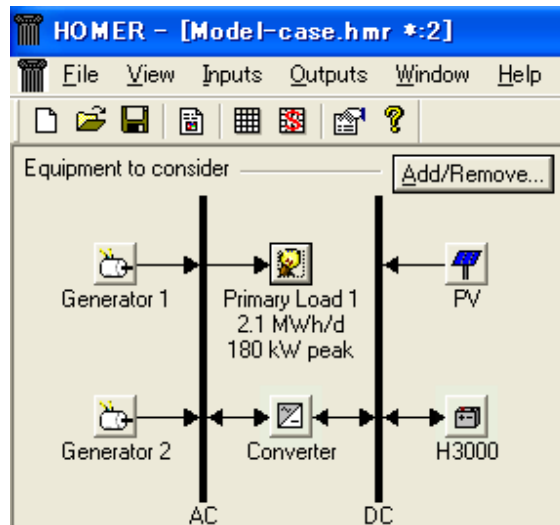 HOMER - [Model-case.hmr *:2]
File View Inputs Outputs Window Help
Equipment to consider
Add/Remove...
Generator 1
Primary Load 1
2.1 MWh/d
180 kW peak
PV
Generator 2
Converter
H3000
AC
DC